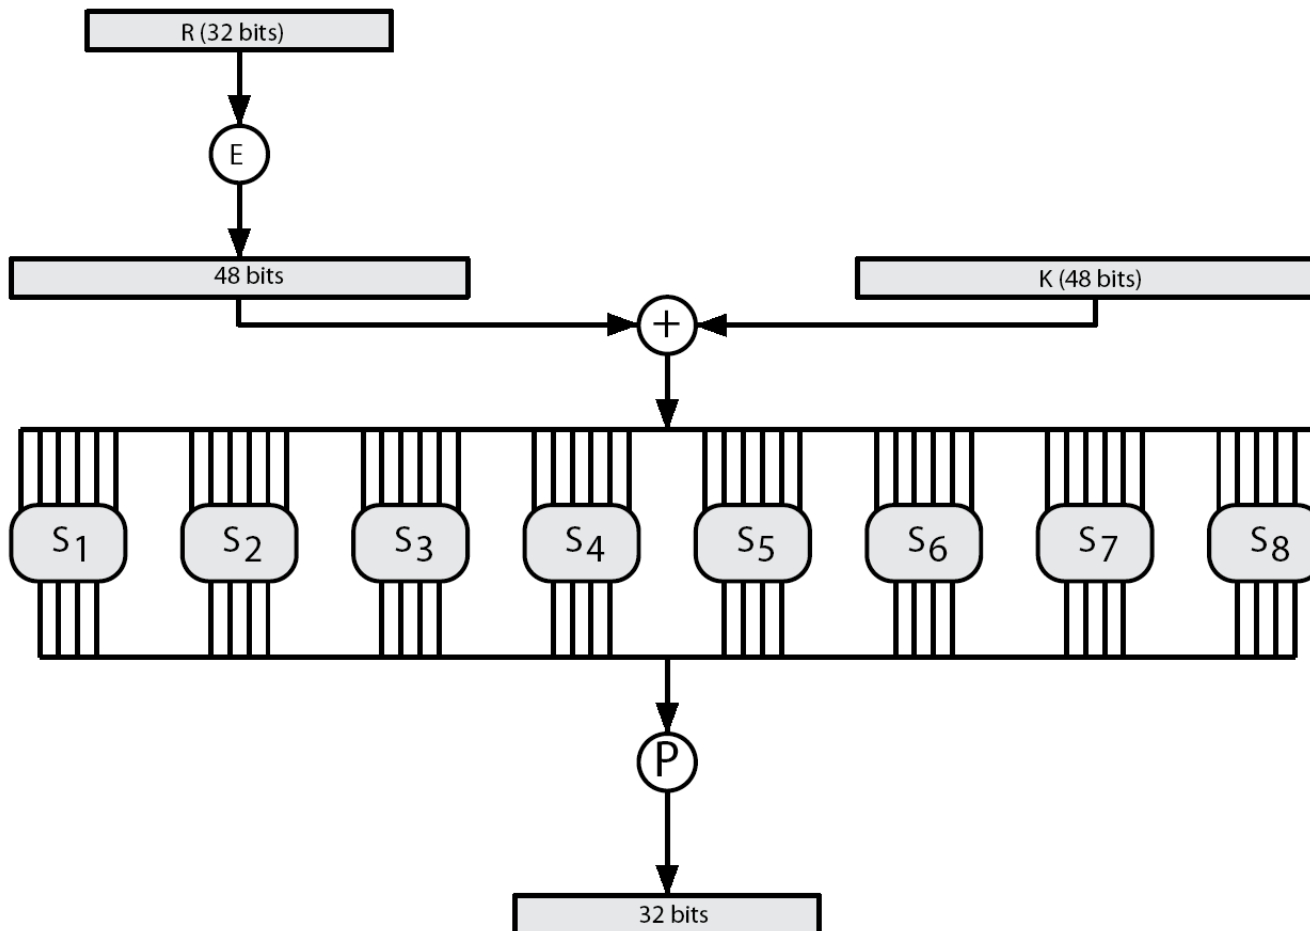 R (32 bits)
E
48 bits
K (48 bits)
+
S1 S2 S3 S4 S5 S6 S7 S8
P
32 bits